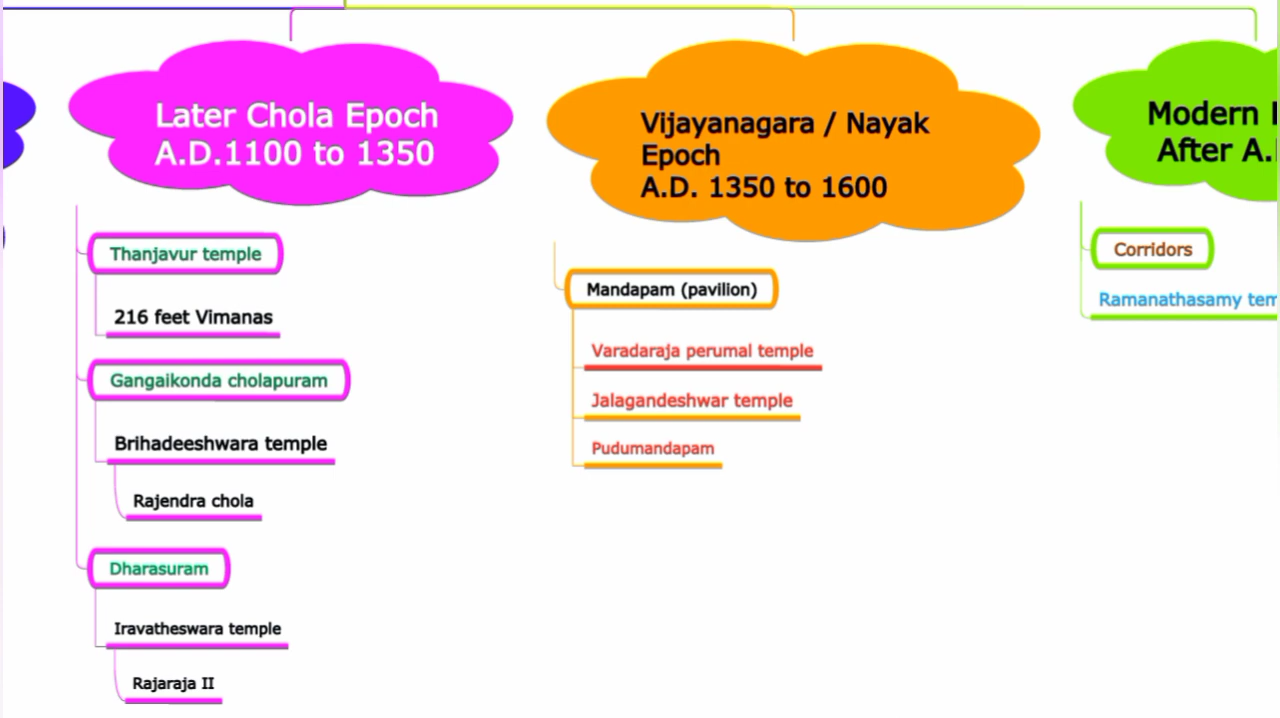 Later Chola Epoch
A.D.1100 to 1350
Thanjavur temple
216 feet Vimanas
Gangaikonda cholapuram
Brihadeeshwara temple
Rajendra chola
Dharasuram
Iravatheswara temple
Rajaraja II
Vijayanagara / Nayak
Epoch
A.D. 1350 to 1600
Mandapam (pavilion)
Varadaraja perumal temple
Jalagandeshwar temple
Pudumandapam
Modern
After A.
Corridors
Ramanathasamy